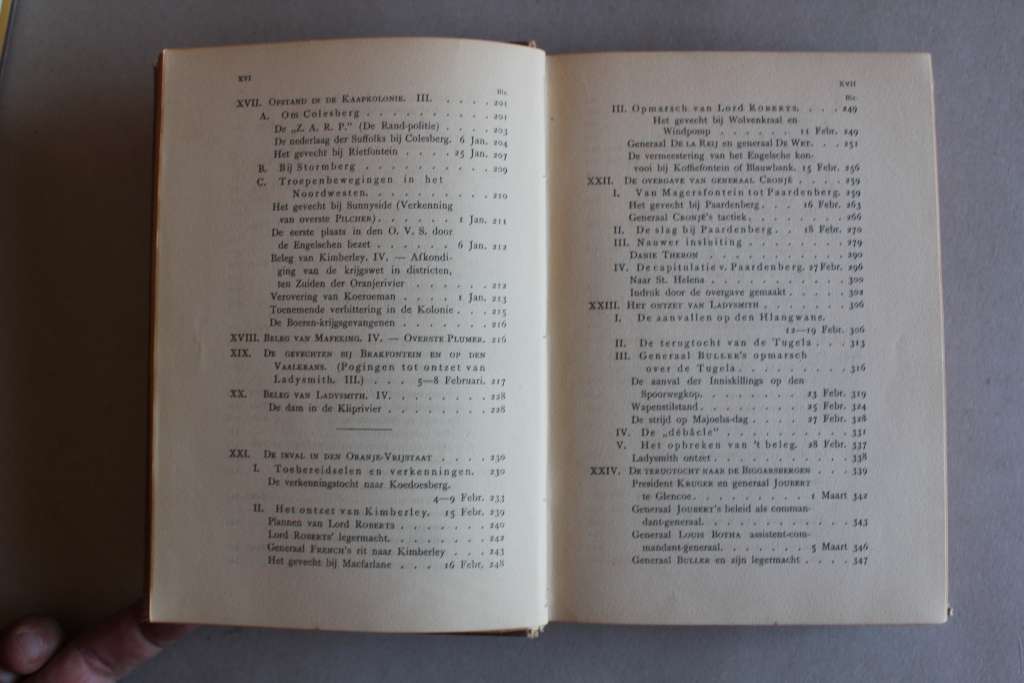 XVI
Blz.
XVII. Opstand in de Kaapkolonie. III. . . . . . 201
A. Om Colesberg . . . . . . . . . . 201
De „Z. A. R. P." (De Rand-politie) . . . . 203
De nederlaag der Suffolks bij Colesberg. 6 Jan. 204
Het gevecht bij Rietfontein . . . . . 25 Jan. 207
B. Bij Stormberg . . . . . . . . . . 209
C. Troepenbewegingen in het
Noordwesten. . . . . . . . . . . 210
Het gevecht bij Sunnyside (Verkenning
van overste Pilcher). . . . . . . 1 Jan. 211
De eerste plaats in den O. V. S. door
de Engelschen bezet . . . . . . 6 Jan. 212
Beleg van Kimberley. IV. — Afkondi-
ging van de krijgswet in districten,
ten Zuiden der Oranjerivier . . . . . . 212
Verovering van Koeroeman . . . . 1 Jan. 213
Toenemende verbittering in de Kolonie . . . 215
De Boeren-krijgsgevangenen . . . . . . . 216
XVIII. Beleg van Mafeking. IV. — Overste Plumer. 216
XIX. De gevechten bij Brakfontein en op den
Vaalkrans. (Pogingen tot ontzet van
Ladysmith. III.) . . . 5—8 Februari. 217
XX. Beleg van Ladysmith. IV. . . . . . . . 228
De dam in de Kliprivier . . . . . . . . 228
XXI. De inval in den Oranje-Vrijstaat . . . . 230
I. Toebereidselen en verkenningen. 230
De verkenningstocht naar Koedoesberg.
4—9 Febr. 233
II. Het ontzet van Kimberley. 15 Febr. 239
Plannen van Lord Roberts . . . . . . . 240
Lord Roberts' legermacht. . . . . . . . 242
Generaal French's rit naar Kimberley . . . 243
Het gevecht bij Macfarlane . . . 16 Febr. 248
XVII
Blz.
III. Opmarsch van Lord Roberts. . . . 249
Het gevecht bij Wolvenkraal en
Windpomp . . . . . . 11 Febr. 249
Generaal De la Reij en generaal De Wet. . . 251
De vermeestering van het Engelsche kon-
vooi bij Koffiefontein of Blauwbank. 15 Febr. 256
XXII. De overgave van generaal Cronjé . . . . 259
I. Van Magersfontein tot Paardenberg. 259
Het gevecht bij Paardenberg . . . 16 Febr. 263
Generaal Cronjé's tactiek. . . . . . . . . 266
II. De slag bij Paardenberg. . 18 Febr. 270
III. Nauwer insluiting . . . . . . . 279
Danie Theron . . . . . . . . . . . 290
IV. De capitulatie v. Paardenberg. 27 Febr. 296
Naar St. Helena . . . . . . . . . . . 300
Indruk door de overgave gemaakt . . . . . 302
XXIII. Het ontzet van Ladysmith . . . . . . . 306
I. De aanvallen op den Hlangwane.
12—19 Febr. 306
II. De terugtocht van de Tugela . . . 313
III. Generaal Buller's opmarsch
over de Tugela. . . . . . . . . . 316
De aanval der Inniskillings op den
Spoorwegkop. . . . . . . . 23 Febr. 319
Wapenstilstand . . . . . . . . 25 Febr. 324
De strijd op Majoeba-dag . . . . 27 Febr. 328
IV. De „débâcle" . . . . . . . . . . 331
V. Het opbreken van 't beleg. 28 Febr. 337
Ladysmith ontzet . . . . . . . . . . . 338
XXIV. De terugtocht naar de Biggarsbergen . . . 339
President Kruger en generaal Joubert
te Glencoe. . . . . . . . . . 1 Maart 342
Generaal Joubert's beleid als comman-
dant-generaal. . . . . . . . . . . . 343
Generaal Louis Botha assistent-com-
mandant-generaal. . . . . . . 5 Maart 346
Generaal Buller en zijn legermacht . . . . 347